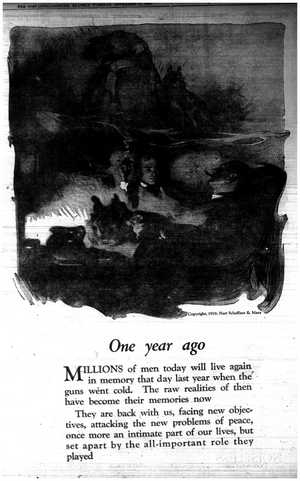 Copyright, 1919, Hart Schaffner & Marx
One year ago
MILLIONS of men today will live again
in memory that day last year when the
guns went cold. The raw realities of then
have become their memories now
They are back with us, facing new objec-
tives, attacking the new problems of peace,
once more an intimate part of our lives, but
set apart by the all-important role they
played